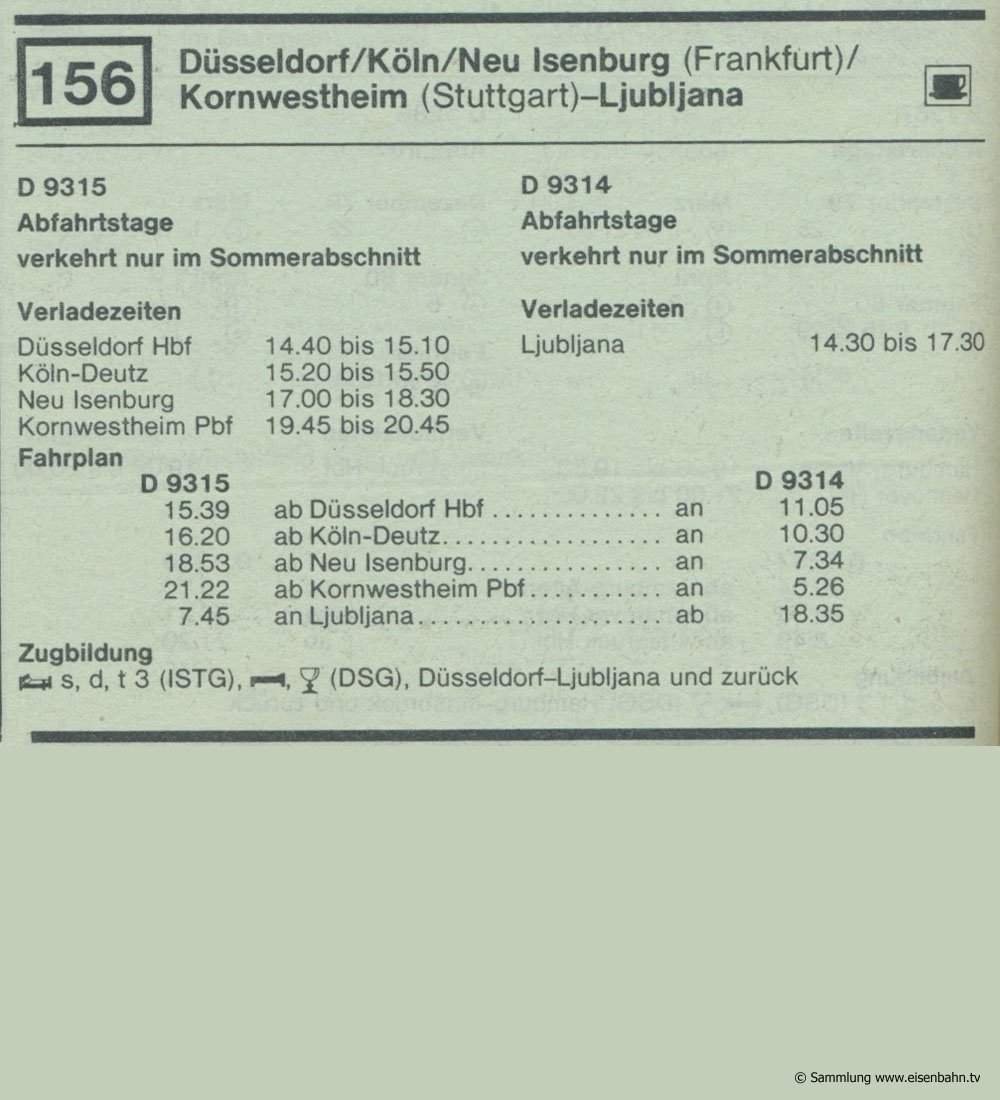 156
Düsseldorf/Köln/Neu Isenburg (Frankfurt)/
Kornwestheim (Stuttgart)–Ljubljana
D 9315
Abfahrtstage
verkehrt nur im Sommerabschnitt
Verladezeiten
Düsseldorf Hbf 14.40 bis 15.10
Köln-Deutz 15.20 bis 15.50
Neu Isenburg 17.00 bis 18.30
Kornwestheim Pbf 19.45 bis 20.45
D 9314
Abfahrtstage
verkehrt nur im Sommerabschnitt
Verladezeiten
Ljubljana 14.30 bis 17.30
Fahrplan
D 9315 D 9314
15.39 ab Düsseldorf Hbf ............... an 11.05
16.20 ab Köln-Deutz................... an 10.30
18.53 ab Neu Isenburg................. an 7.34
21.22 ab Kornwestheim Pbf............ an 5.26
7.45 an Ljubljana..................... ab 18.35
Zugbildung
s, d, t 3 (ISTG), , (DSG), Düsseldorf–Ljubljana und zurück
© Sammlung www.eisenbahn.tv